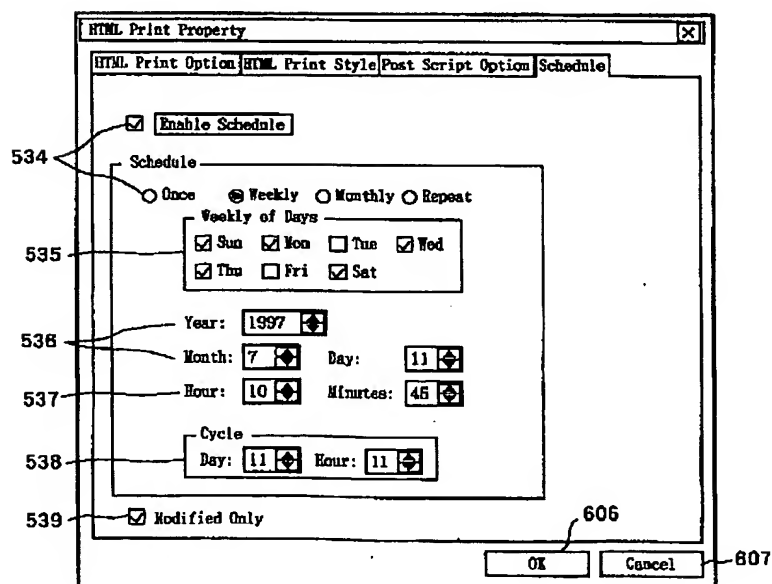 HTML Print Property
HTML Print Option HTML Print Style Post Script Option Schedule
Enable Schedule
534
Schedule
Once Weekly Monthly Repeat
Weekly of Days
535
Sun Mon Tue Wed
Thu Fri Sat
Year: 1997
536
Month: 7 Day: 11
537
Hour: 10 Minutes: 45
Cycle
538
Day: 11 Hour: 11
539
Modified Only
606
OK Cancel
607